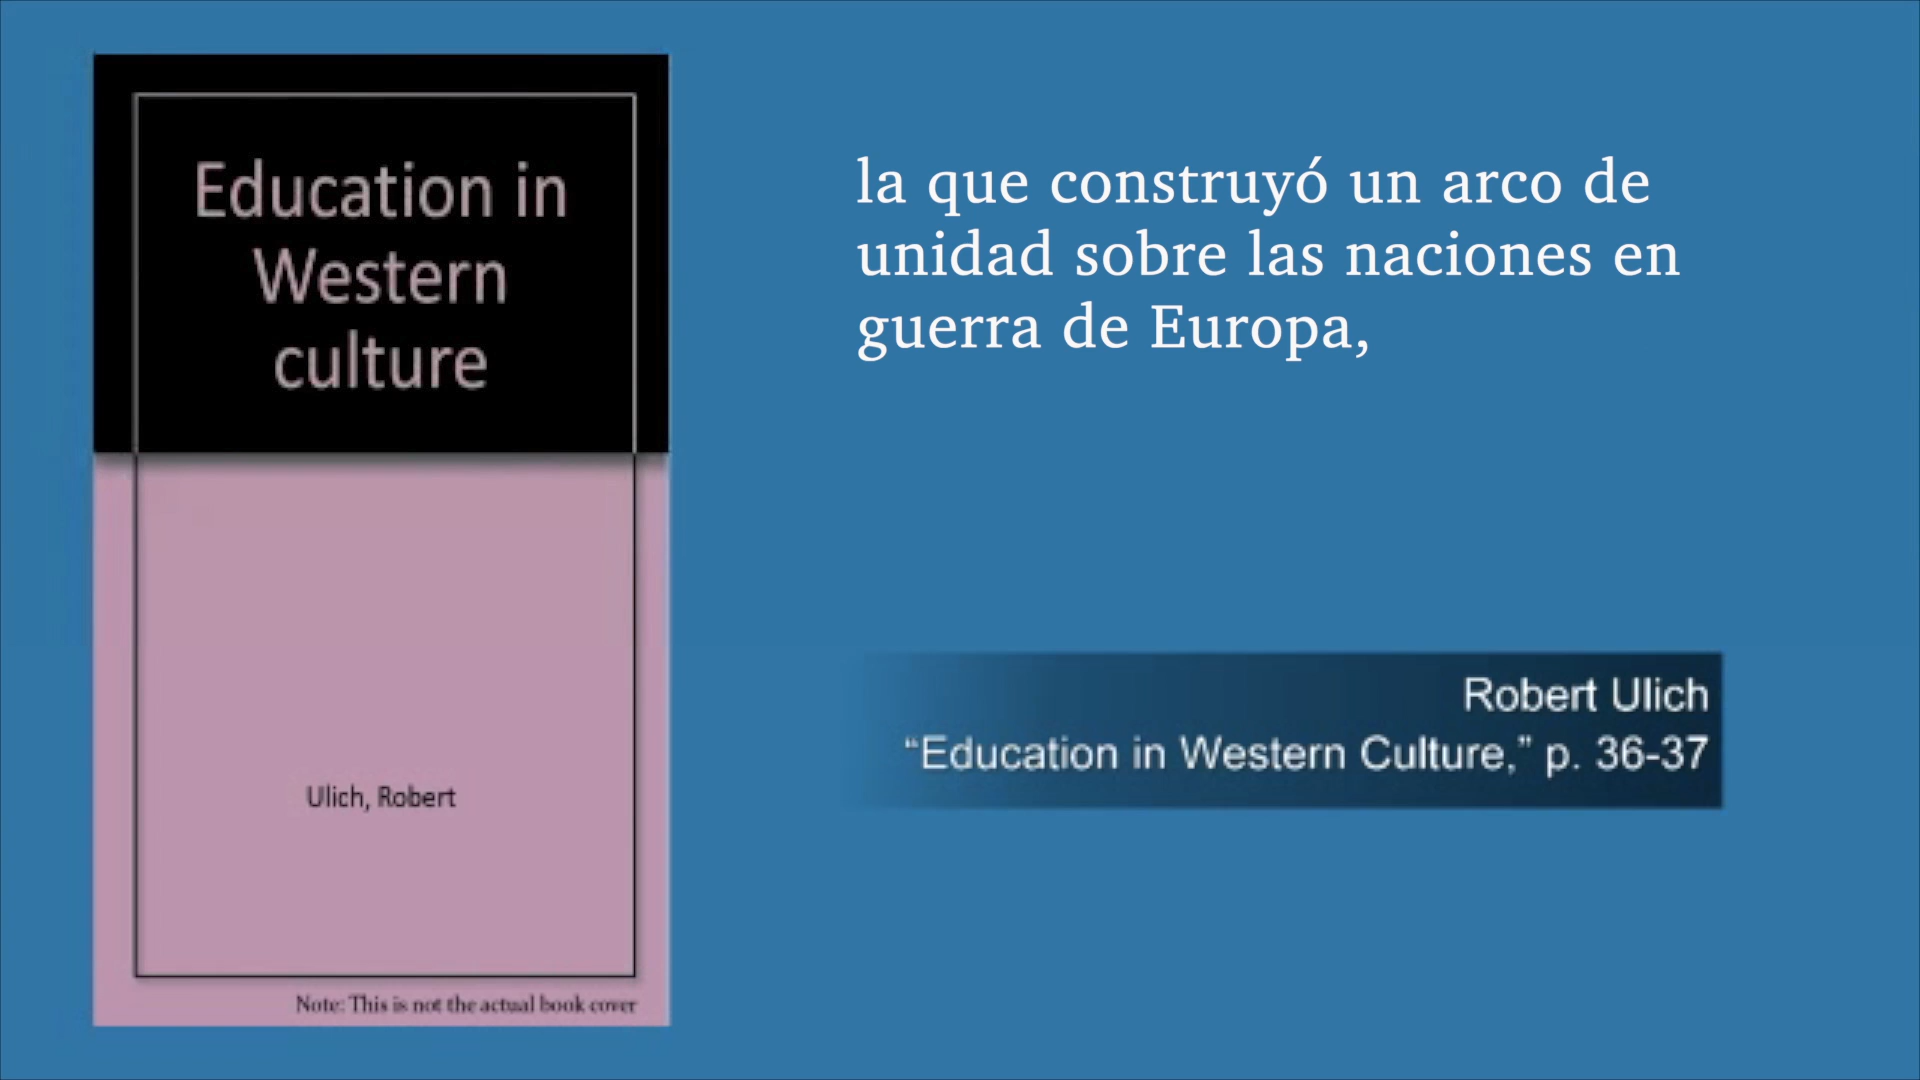 Education in
Western
culture
Ulich, Robert
Note: This is not the actual book cover
la que construyó un arco de
unidad sobre las naciones en
guerra de Europa,
Robert Ulich
“Education in Western Culture,” p. 36-37